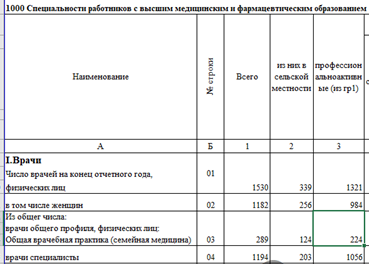 1000 Специальности работников с высшим медицинским и фармацевтическим образованием
Наименование
№ строки
Всего
из них в
сельской
местности
професcион
альноактивн
ые (из гр1)
А
Б
1
2
3
I.Врачи
Число врачей на конец отчетного года,
физических лиц
01
1530
339
1321
в том числе женщин
02
1182
256
984
Из общег числа:
врачи общего профиля, физических лиц:
Общая врачебная практика (семейная медицина)
03
289
124
224
врачи специалисты
04
1194
203
1056